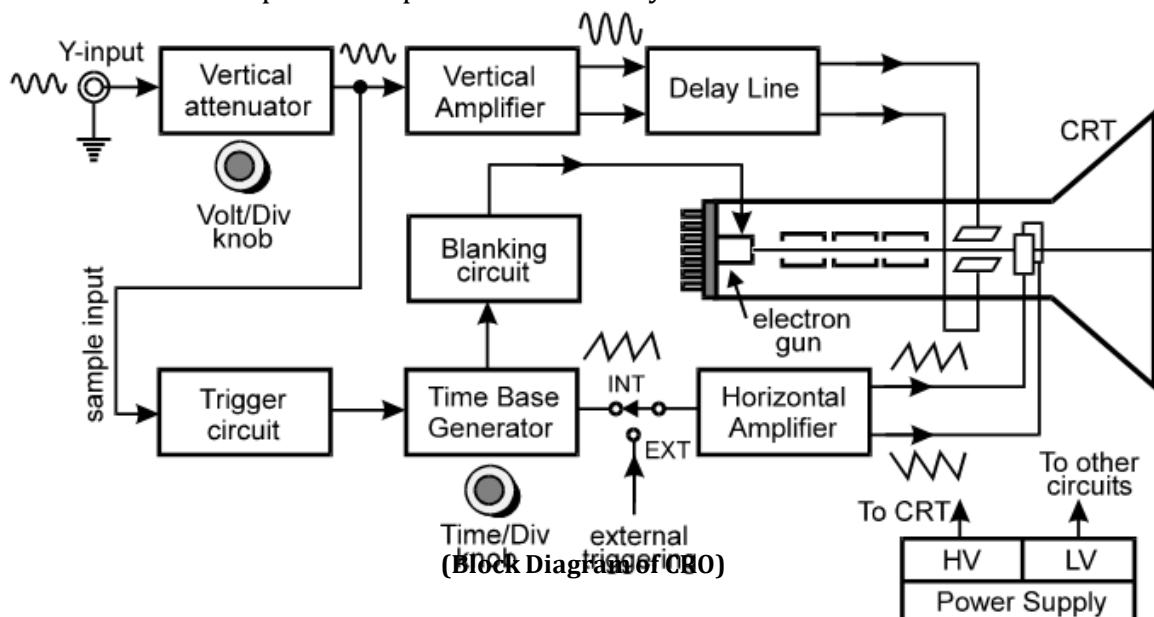 Y-input
Vertical
attenuator
Vertical
Amplifier
Delay Line
CRT
Volt/Div
knob
Blanking
circuit
electron
gun
sample input
Trigger
circuit
Time Base
Generator
INT
EXT
Horizontal
Amplifier
Time/Div
knob
external
triggering
To CRT
To other
circuits
HV
LV
Power Supply
(Block Diagram of CRO)